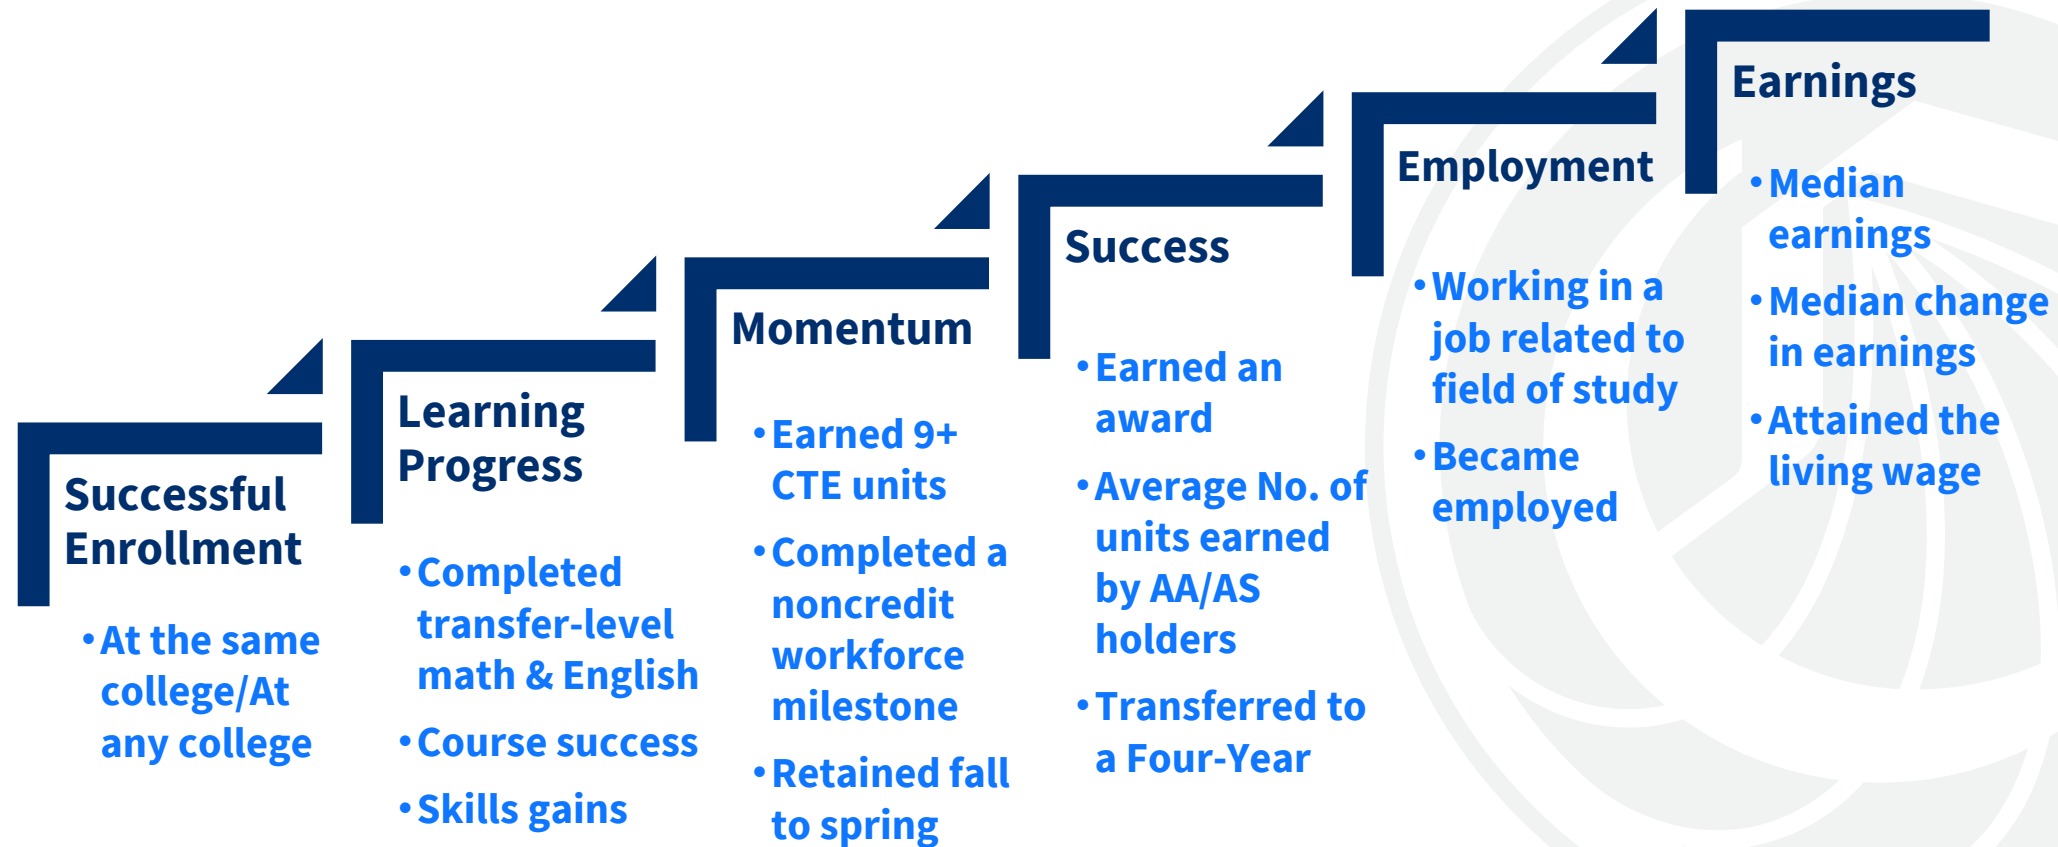 Successful
Enrollment
•At the same
college/At
any college
Learning
Progress
•Completed
transfer-level
math & English
•Course success
•Skills gains
Momentum
•Earned 9+
CTE units
•Completed a
noncredit
workforce
milestone
•Retained fall
to spring
Success
•Earned an
award
•Average No. of
units earned
by AA/AS
holders
•Transferred to
a Four-Year
Employment
•Working in a
job related to
field of study
•Became
employed
Earnings
•Median
earnings
•Median change
in earnings
•Attained the
living wage